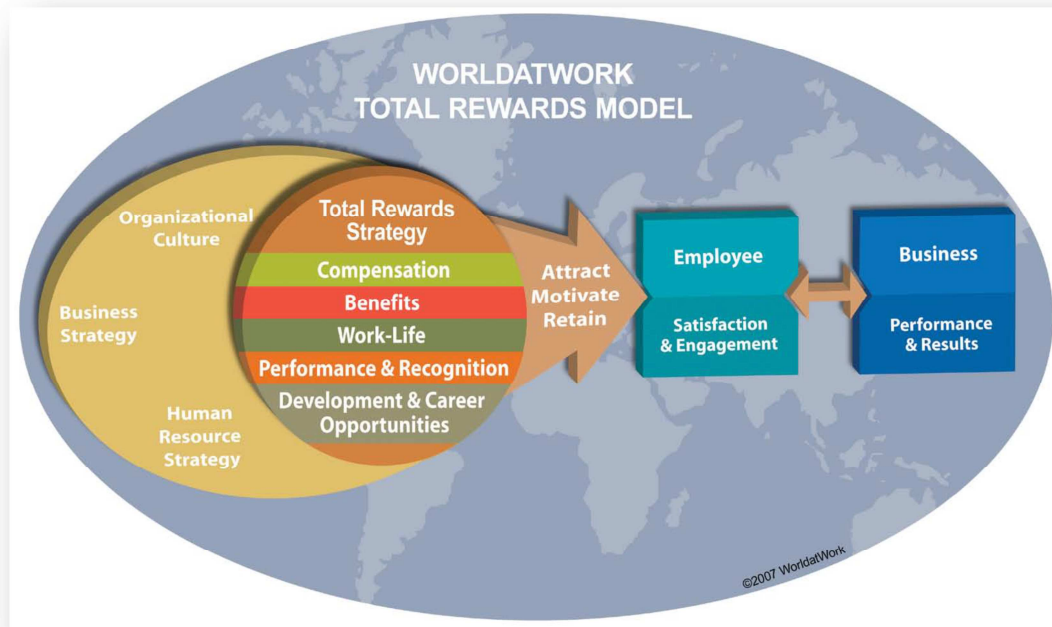 WORLDATWORK
TOTAL REWARDS MODEL
Organizational
Culture
Business
Strategy
Human
Resource
Strategy
Total Rewards
Strategy
Compensation
Benefits
Work-Life
Performance & Recognition
Development & Career
Opportunities
Attract
Motivate
Retain
Employee
Satisfaction
& Engagement
Business
Performance
& Results
©2007 WorldatWork